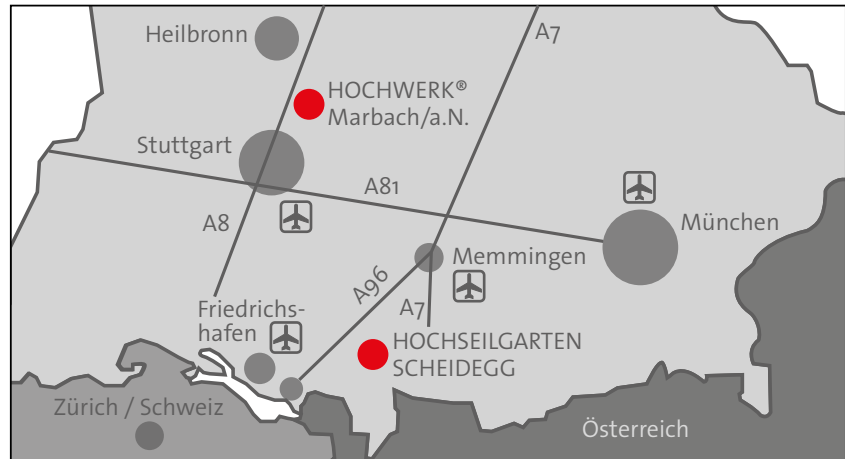 Heilbronn
A7
HOCHWERK®
Marbach/a.N.
Stuttgart
A81
A8
München
Memmingen
A96
A7
Friedrichs-
hafen
HOCHSEILGARTEN
SCHEIDEGG
Zürich / Schweiz
Österreich